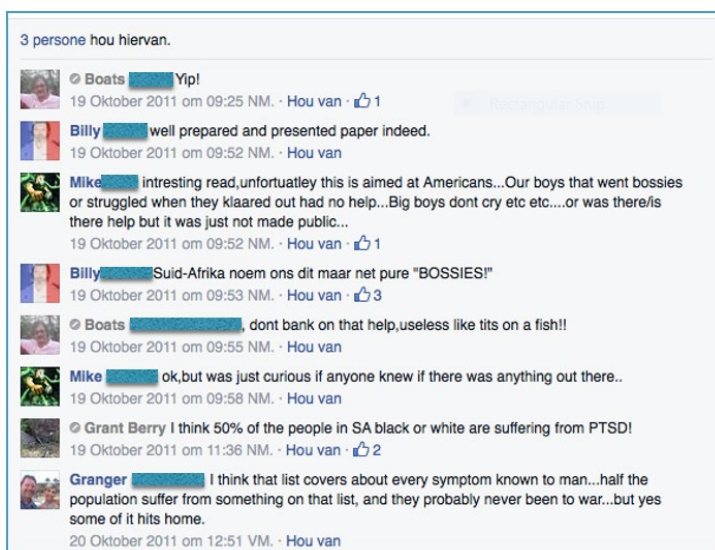 3 persone hou hiervan.
Boats Yip!
19 Oktober 2011 om 09:25 NM. · Hou van · 1
Rectangular Snip
Billy well prepared and presented paper indeed.
19 Oktober 2011 om 09:52 NM. · Hou van
Mike intresting read,unfortuatley this is aimed at Americans...Our boys that went bossies
or struggled when they klaared out had no help...Big boys dont cry etc etc....or was there/is
there help but it was just not made public...
19 Oktober 2011 om 09:52 NM. · Hou van · 1
Billy Suid-Afrika noem ons dit maar net pure "BOSSIES!"
19 Oktober 2011 om 09:53 NM. · Hou van · 3
Boats , dont bank on that help,useless like tits on a fish!!
19 Oktober 2011 om 09:55 NM. · Hou van
Mike ok,but was just curious if anyone knew if there was anything out there..
19 Oktober 2011 om 09:58 NM. · Hou van
Grant Berry I think 50% of the people in SA black or white are suffering from PTSD!
19 Oktober 2011 om 11:36 NM. · Hou van · 2
Granger I think that list covers about every symptom known to man...half the
population suffer from something on that list, and they probably never been to war...but yes
some of it hits home.
20 Oktober 2011 om 12:51 VM. · Hou van